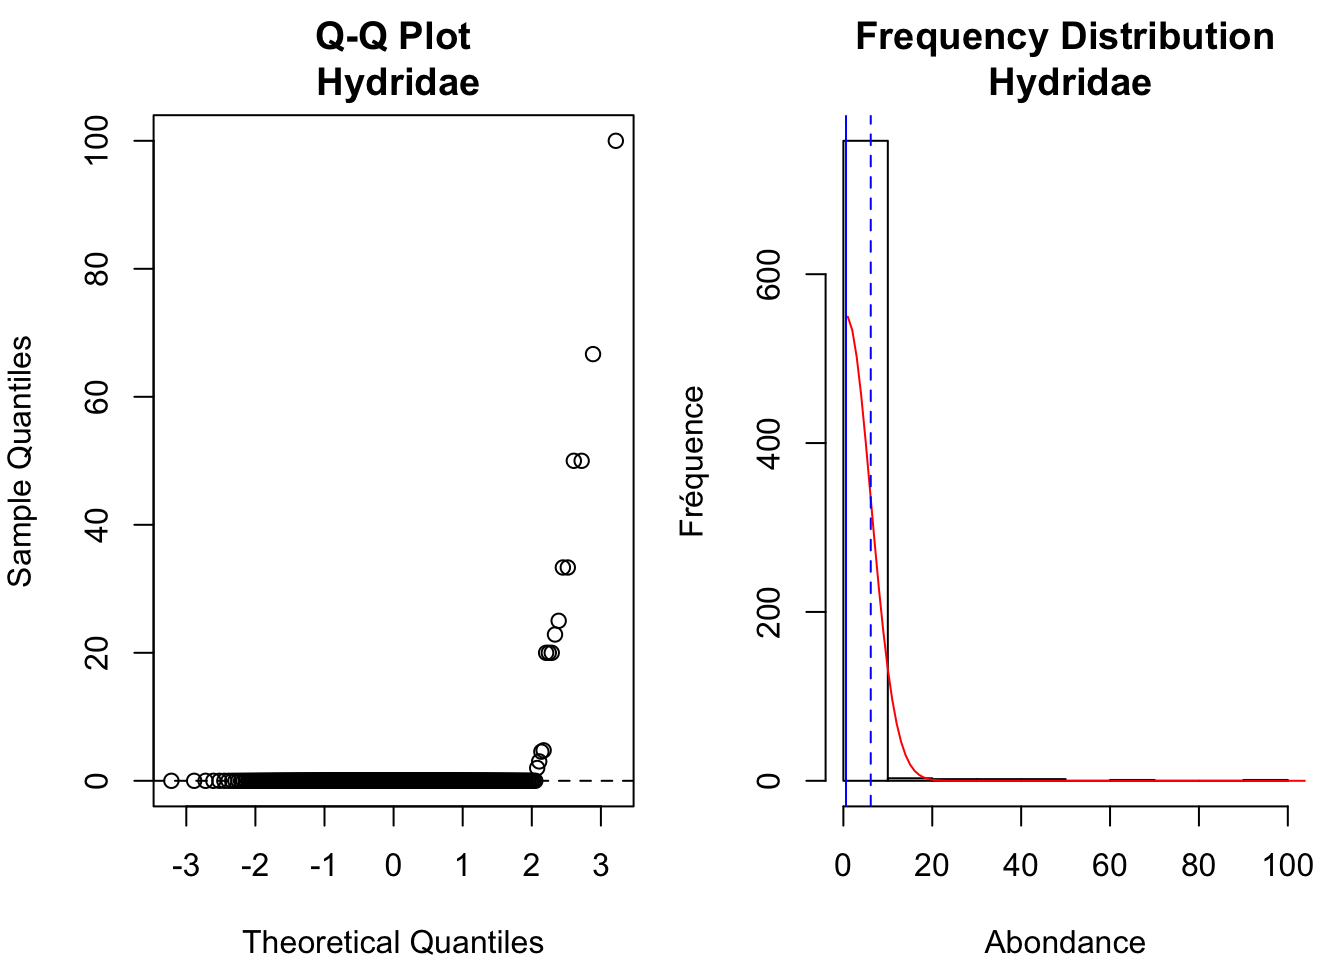 Q-Q Plot
Hydridae
Sample Quantiles
100
80
60
40
20
0
-3 -2 -1 0 1 2 3
Theoretical Quantiles
Frequency Distribution
Hydridae
Fréquence
600
400
200
0
0 20 40 60 80 100
Abondance